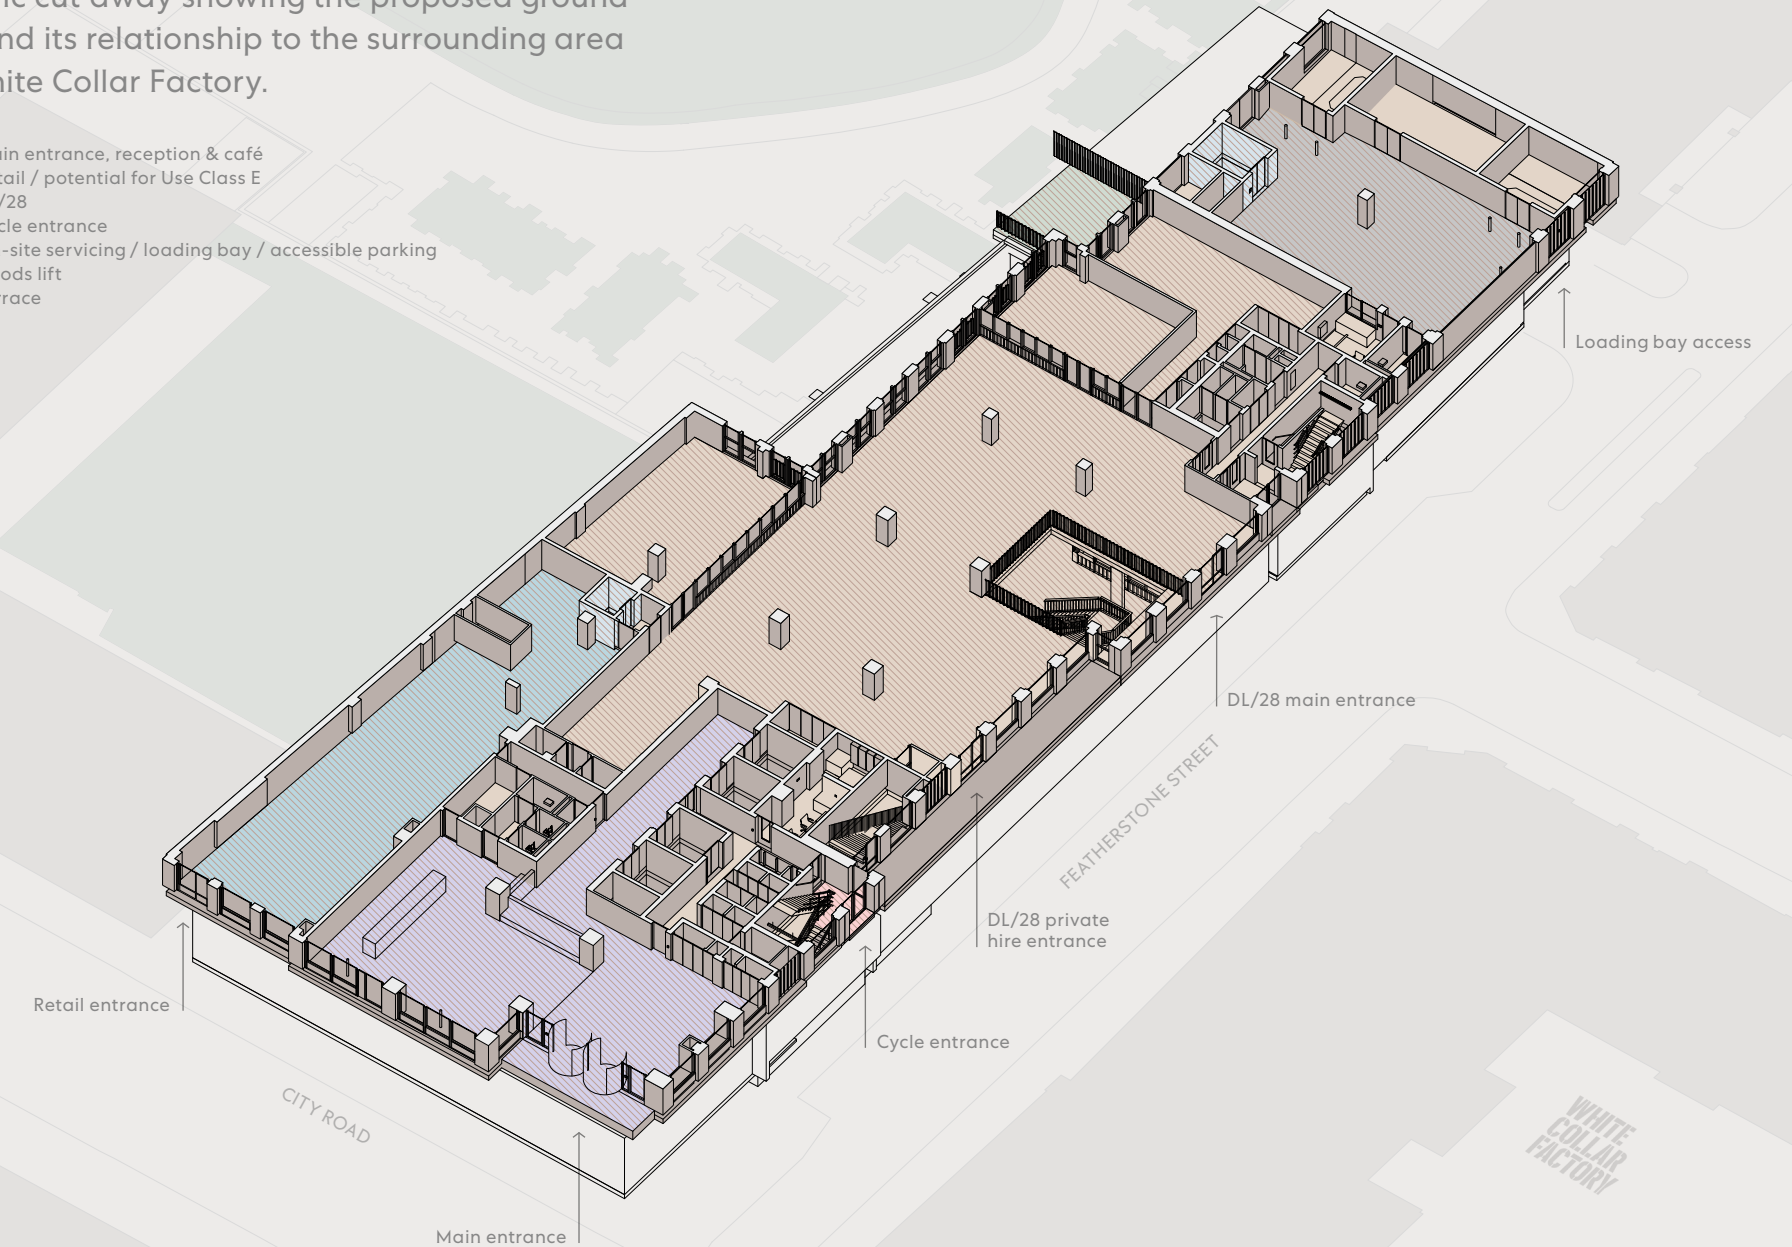 nd its relationship to the surrounding area
hite Collar Factory.
ain entrance, reception & café
tail / potential for Use Class E
/28
cle entrance
-site servicing / loading bay / accessible parking
ods lift
rrace
Loading bay access
DL/28 main entrance
FEATHERSTONE STREET
DL/28 private
hire entrance
Retail entrance
Cycle entrance
CITY ROAD
Main entrance
WHITE
COLLAR
FACTORY